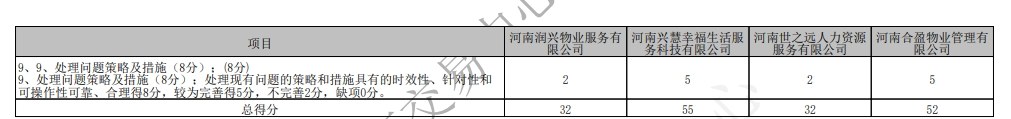 项目
河南润兴物业服务有
限公司
河南兴慧幸福生活服
务科技有限公司
河南世之远人力资源
服务有限公司
河南合盈物业管理有
限公司
9、9、处理问题策略及措施（8分）；(8分)
9、处理问题策略及措施（8分）；处理现有问题的策略和措施具有的时效性、针对性和
可操作性可靠、合理得8分，较为完善得5分，不完善2分，缺项0分。
2
5
2
5
总得分
32
55
32
52
交易中心